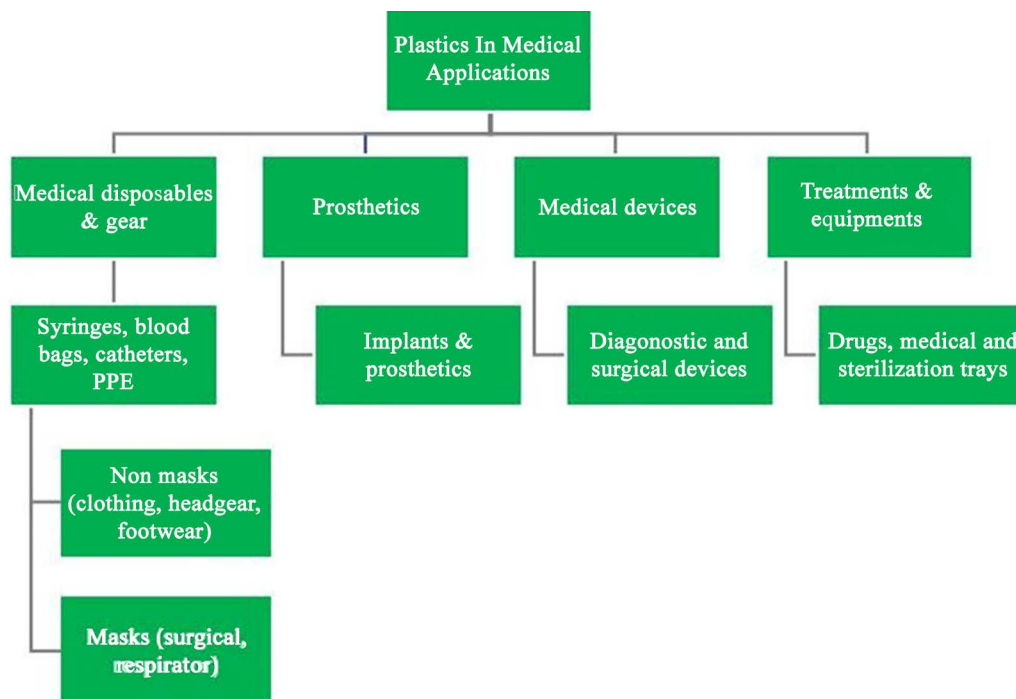 Plastics In Medical
Applications
Medical disposables
& gear
Prosthetics
Medical devices
Treatments &
equipments
Syringes, blood
bags, catheters,
PPE
Implants &
prosthetics
Diagonostic and
surgical devices
Drugs, medical and
sterilization trays
Non masks
(clothing, headgear,
footwear)
Masks (surgical,
respirator)